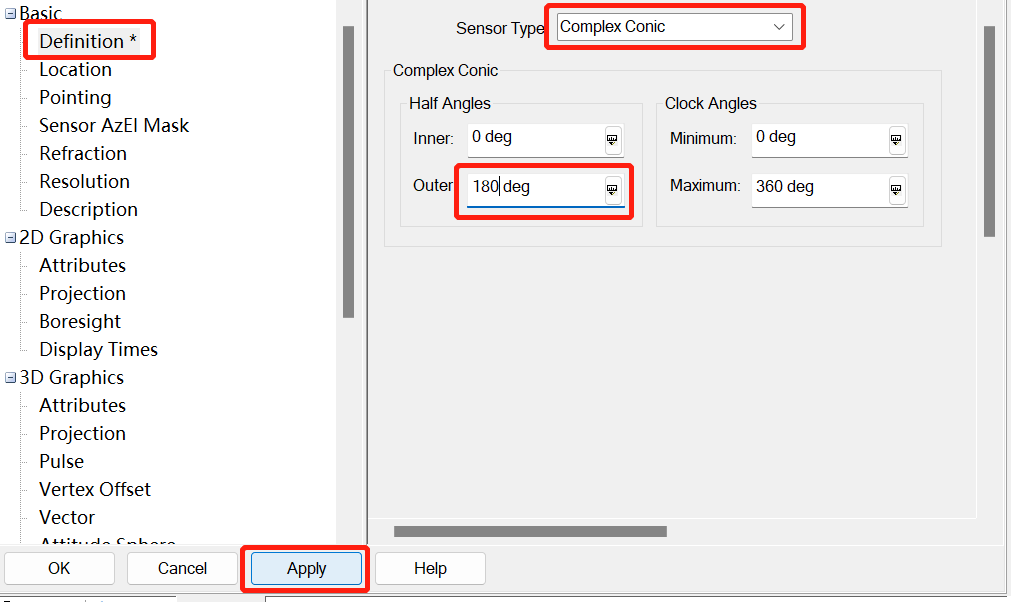 Basic
Definition *
Location
Pointing
Sensor AzEl Mask
Refraction
Resolution
Description
2D Graphics
Attributes
Projection
Boresight
Display Times
3D Graphics
Attributes
Projection
Pulse
Vertex Offset
Vector
Attitude Sphere
Sensor Type
Complex Conic
Complex Conic
Half Angles
Inner: 0 deg
Outer 180 deg
Clock Angles
Minimum: 0 deg
Maximum: 360 deg
OK
Cancel
Apply
Help